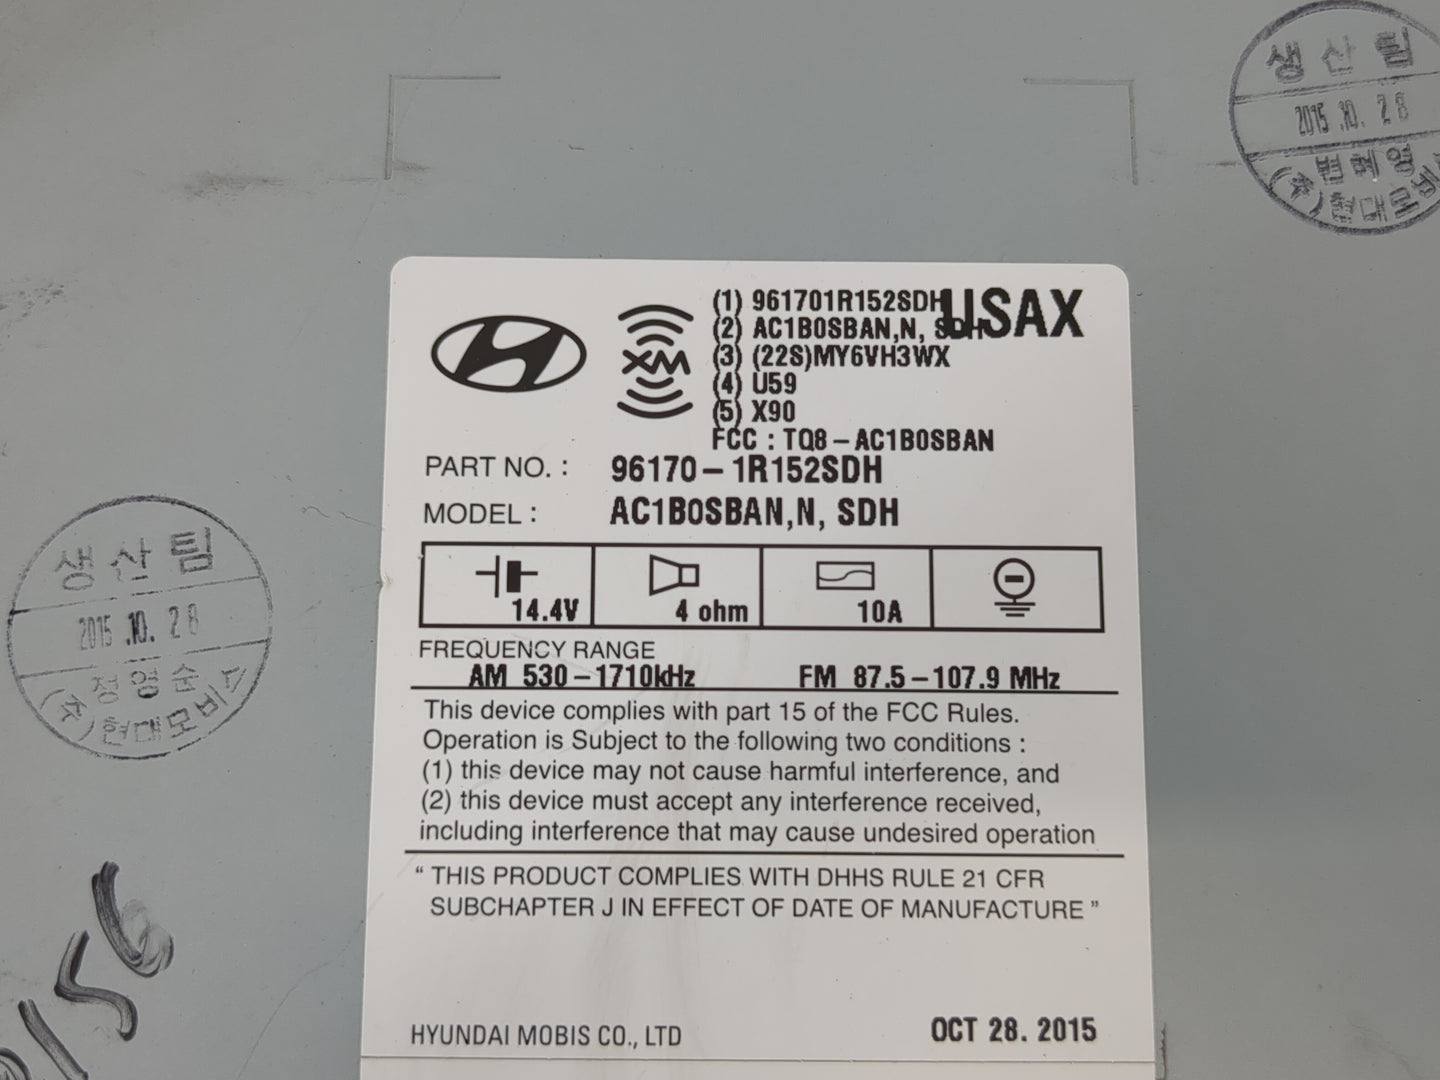 생산팀
2015.10.28
범혜영
(주)현대모비스
XM
(1) 961701R152SDH
USAX
(2) AC1B0SBAN,N, SDH
(3) (22S)MY6VH3WX
(4) U59
(5) X90
FCC : TQ8-AC1B0SBAN
PART NO. : 96170-1R152SDH
MODEL : AC1B0SBAN,N, SDH
14.4V 4 ohm 10A
FREQUENCY RANGE
AM 530-1710kHz FM 87.5-107.9 MHz
This device complies with part 15 of the FCC Rules.
Operation is Subject to the following two conditions :
(1) this device may not cause harmful interference, and
(2) this device must accept any interference received,
including interference that may cause undesired operation
" THIS PRODUCT COMPLIES WITH DHHS RULE 21 CFR
SUBCHAPTER J IN EFFECT OF DATE OF MANUFACTURE "
HYUNDAI MOBIS CO., LTD OCT 28. 2015
생산팀
2015.10.28
정영순
(주)현대모비스